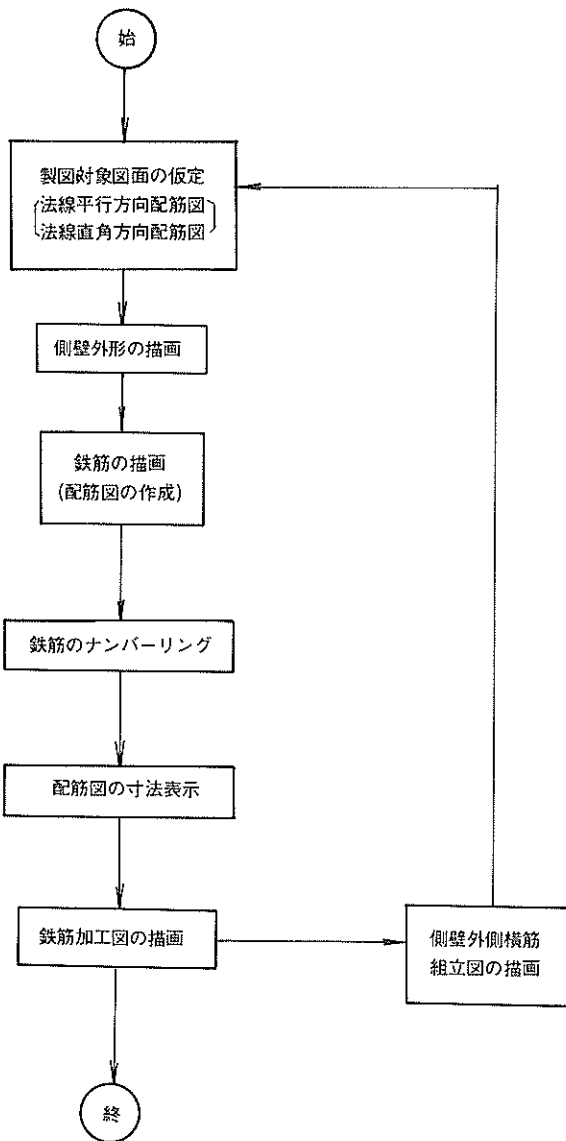 始
製図対象図面の仮定
法線平行方向配筋図
法線直角方向配筋図
側壁外形の描画
鉄筋の描画
(配筋図の作成)
鉄筋のナンバーリング
配筋図の寸法表示
鉄筋加工図の描画
側壁外側横筋
組立図の描画
終